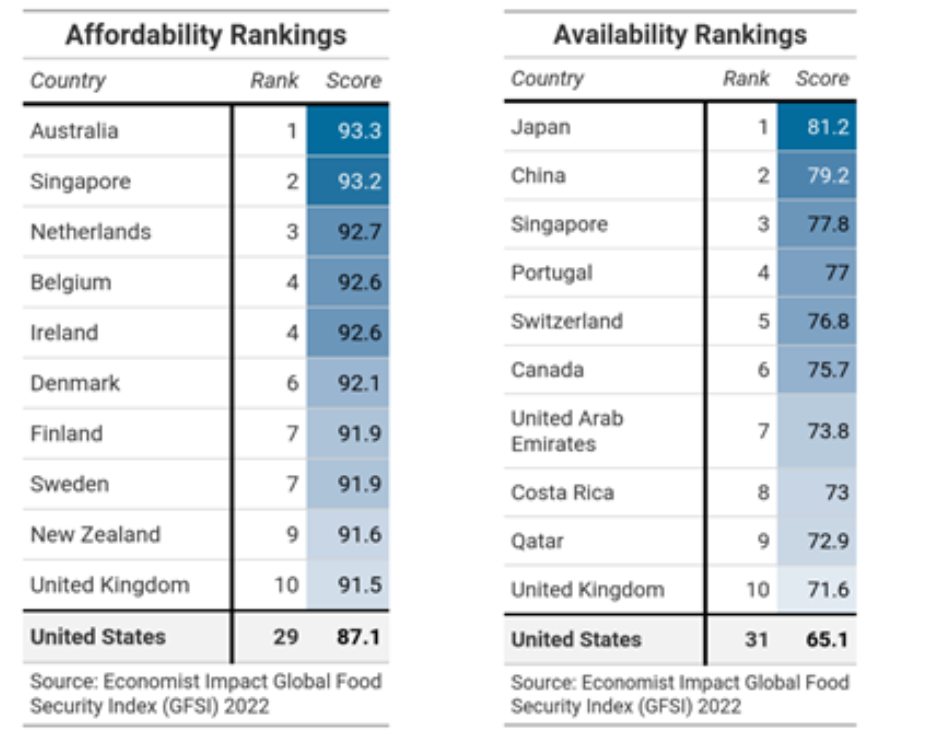 Affordability Rankings
Country Rank Score
Australia 1 93.3
Singapore 2 93.2
Netherlands 3 92.7
Belgium 4 92.6
Ireland 4 92.6
Denmark 6 92.1
Finland 7 91.9
Sweden 7 91.9
New Zealand 9 91.6
United Kingdom 10 91.5
United States 29 87.1
Source: Economist Impact Global Food
Security Index (GFSI) 2022
Availability Rankings
Country Rank Score
Japan 1 81.2
China 2 79.2
Singapore 3 77.8
Portugal 4 77
Switzerland 5 76.8
Canada 6 75.7
United Arab
Emirates 7 73.8
Costa Rica 8 73
Qatar 9 72.9
United Kingdom 10 71.6
United States 31 65.1
Source: Economist Impact Global Food
Security Index (GFSI) 2022